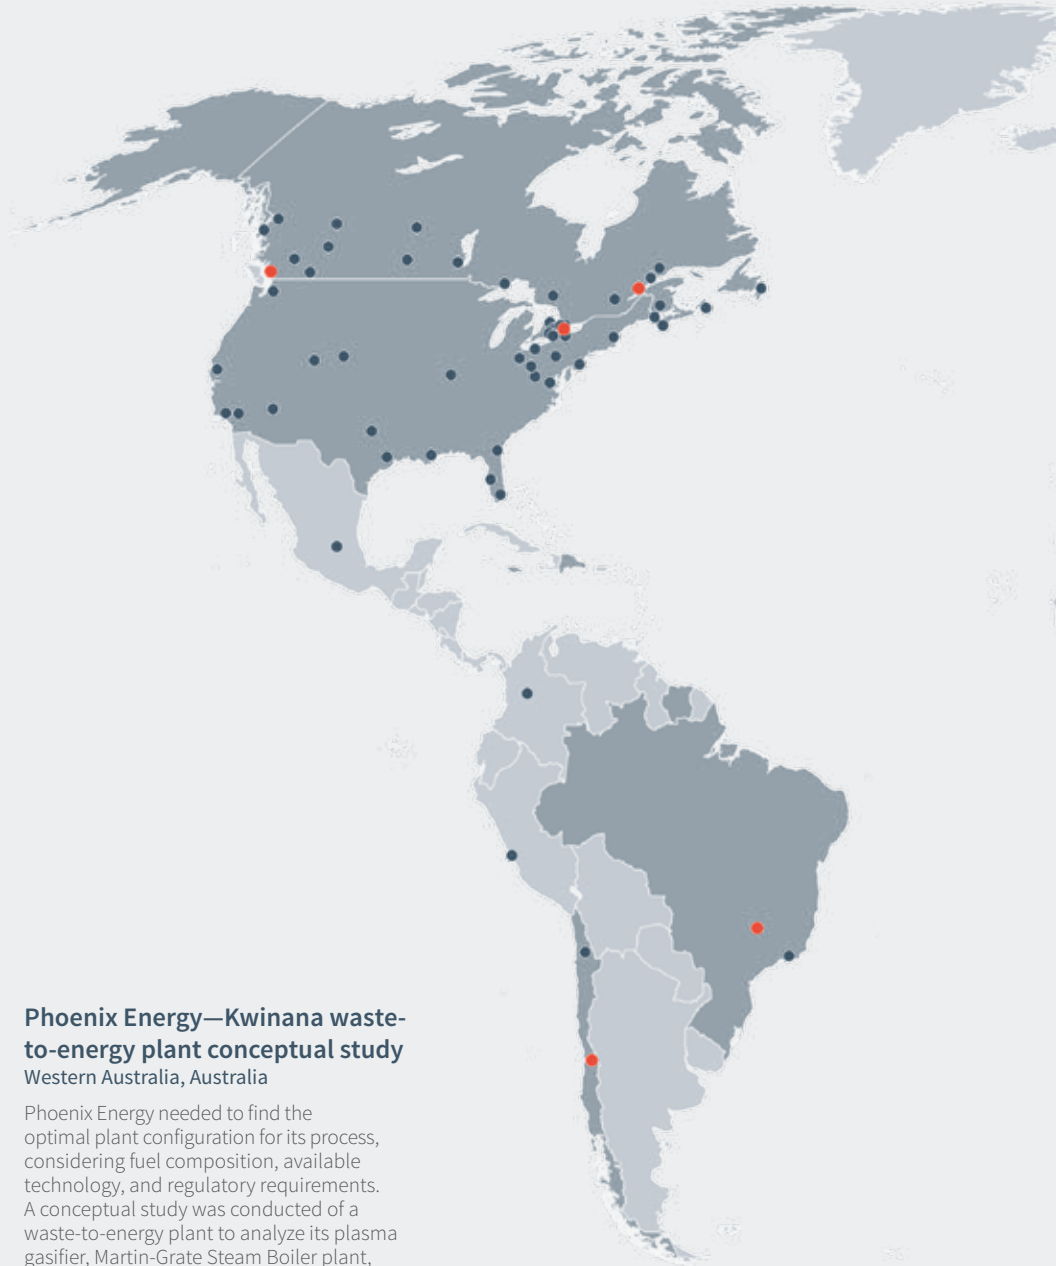 Phoenix Energy—Kwinana waste-
to-energy plant conceptual study
Western Australia, Australia
Phoenix Energy needed to find the
optimal plant configuration for its process,
considering fuel composition, available
technology, and regulatory requirements.
A conceptual study was conducted of a
waste-to-energy plant to analyze its plasma
gasifier, Martin-Grate Steam Boiler plant,